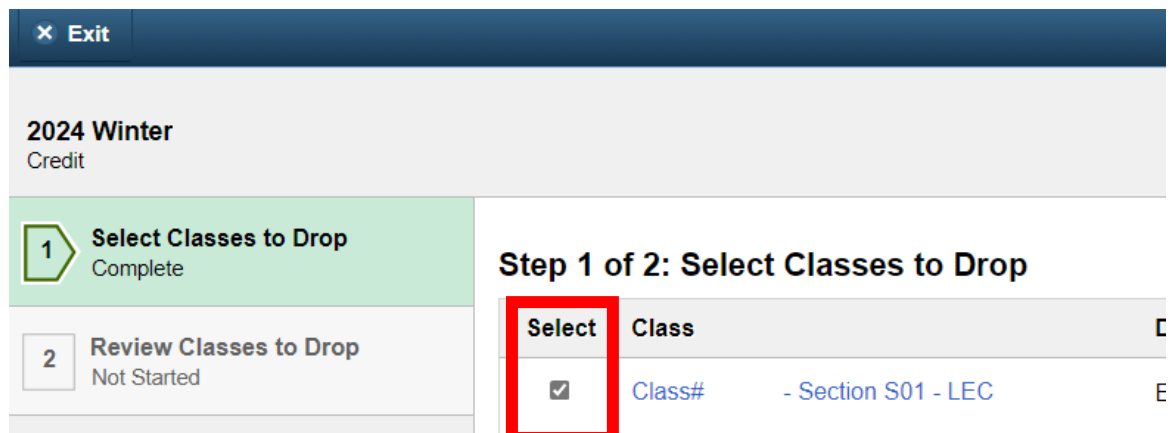 × Exit
2024 Winter
Credit
1
Select Classes to Drop
Complete
2
Review Classes to Drop
Not Started
Step 1 of 2: Select Classes to Drop
Select Class
Class# - Section S01 - LEC